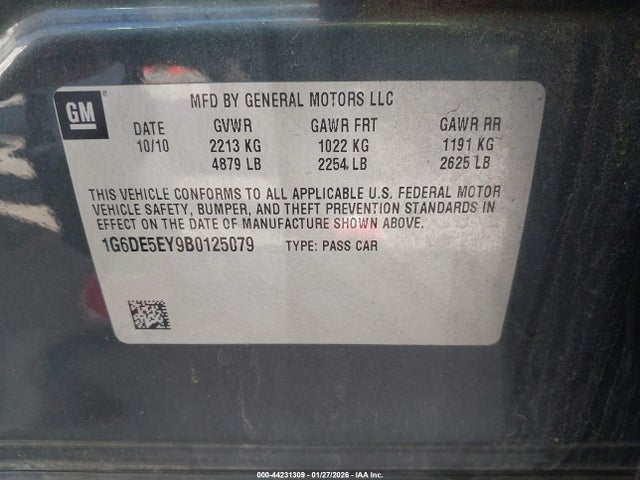 GM
MFD BY GENERAL MOTORS LLC
DATE GVWR GAWR FRT GAWR RR
10/10 2213 KG 1022 KG 1191 KG
4879 LB 2254 LB 2625 LB
THIS VEHICLE CONFORMS TO ALL APPLICABLE U.S. FEDERAL MOTOR
VEHICLE SAFETY, BUMPER, AND THEFT PREVENTION STANDARDS IN
EFFECT ON THE DATE OF MANUFACTURE SHOWN ABOVE.
1G6DE5EY9B0125079 TYPE: PASS CAR
000-44231309 - 01/27/2026 - IAA Inc.